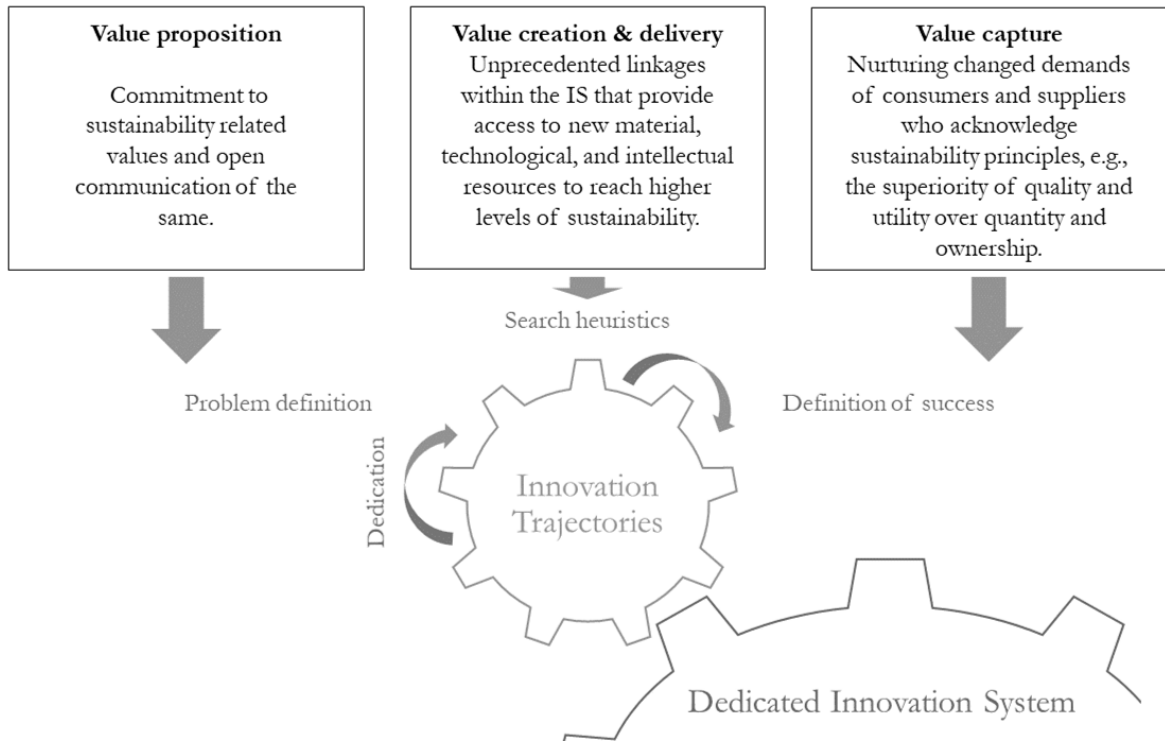 Value proposition
Commitment to
sustainability related
values and open
communication of the
same.
Value creation & delivery
Unprecedented linkages
within the IS that provide
access to new material,
technological, and intellectual
resources to reach higher
levels of sustainability.
Value capture
Nurturing changed demands
of consumers and suppliers
who acknowledge
sustainability principles, e.g.,
the superiority of quality and
utility over quantity and
ownership.
Search heuristics
Problem definition
Definition of success
Dedication
Innovation
Trajectories
Dedicated Innovation System